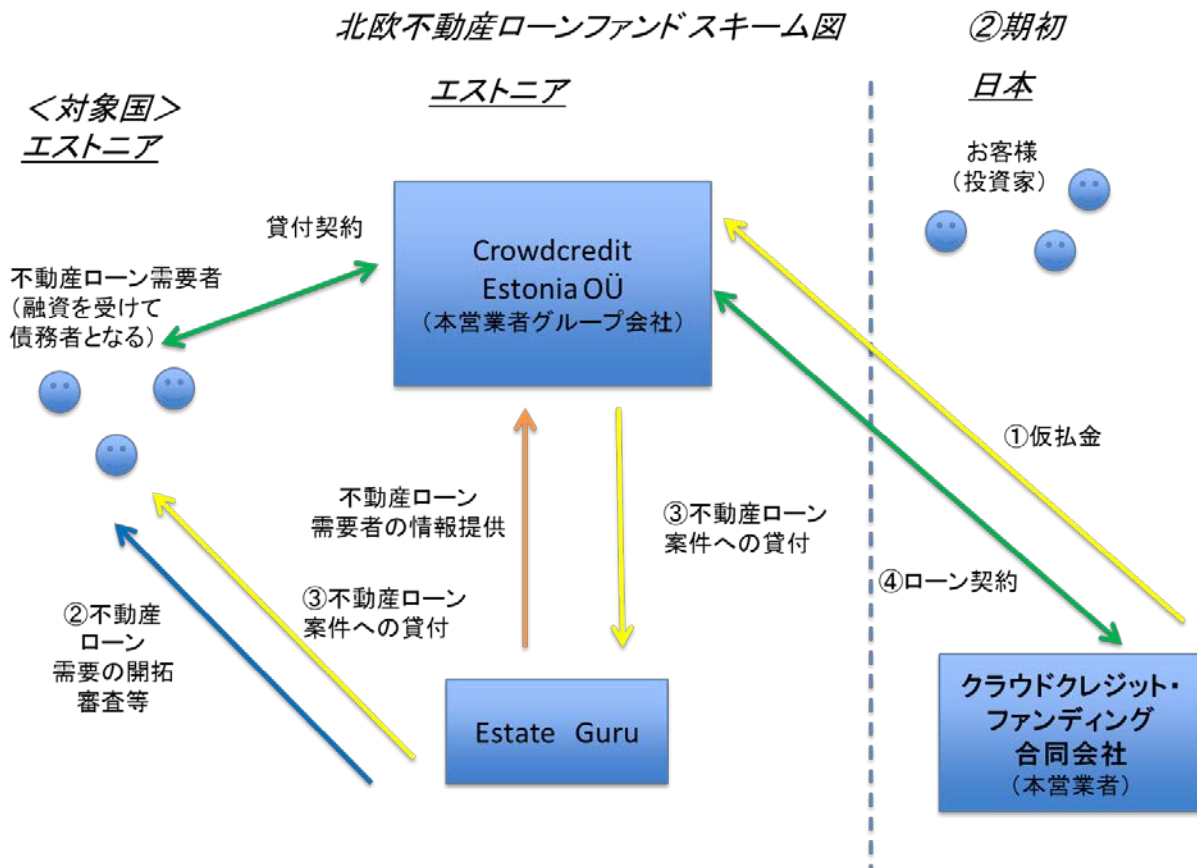 北欧不動産ローンファンド スキーム図
②期初
＜対象国＞
エストニア
エストニア
日本
お客様
（投資家）
貸付契約
Crowdcredit
Estonia OÜ
（本営業者グループ会社）
不動産ローン需要者
（融資を受けて
債務者となる）
①仮払金
不動産ローン
需要者の情報提供
③不動産ローン
案件への貸付
④ローン契約
②不動産
ローン
需要の開拓
審査等
③不動産ローン
案件への貸付
Estate Guru
クラウドクレジット・
ファンディング
合同会社
（本営業者）